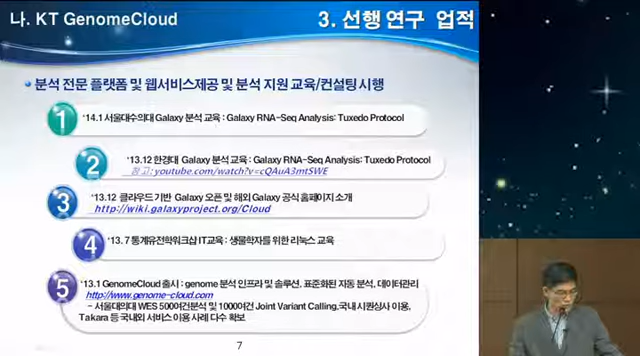 나. KT GenomeCloud
3. 선행 연구 업적
분석 전문 플랫폼 및 웹서비스제공 및 분석 지원 교육/컨설팅 시행
1
'14.1 서울대수의대 Galaxy 분석 교육 : Galaxy RNA-Seq Analysis: Tuxedo Protocol
2
'13.12 한경대 Galaxy 분석 교육 : Galaxy RNA-Seq Analysis: Tuxedo Protocol
참고: youtube.com/watch?v=cQAuA3mtSWE
3
'13.12 클라우드 기반 Galaxy 오픈 및 해외 Galaxy 공식 홈페이지 소개
http://wiki.galaxyproject.org/Cloud
4
'13. 7 통계유전학워크샵 IT교육 : 생물학자를 위한 리눅스 교육
5
'13.1 GenomeCloud 출시 : genome 분석 인프라 및 솔루션, 표준화된 자동 분석, 데이터관리
http://www.genome-cloud.com
- 서울대의대 WES 500여건분석 및 1000여건 Joint Variant Calling,국내 시퀀싱사 이용,
Takara 등 국내외 서비스 이용 사례 다수 확보
7